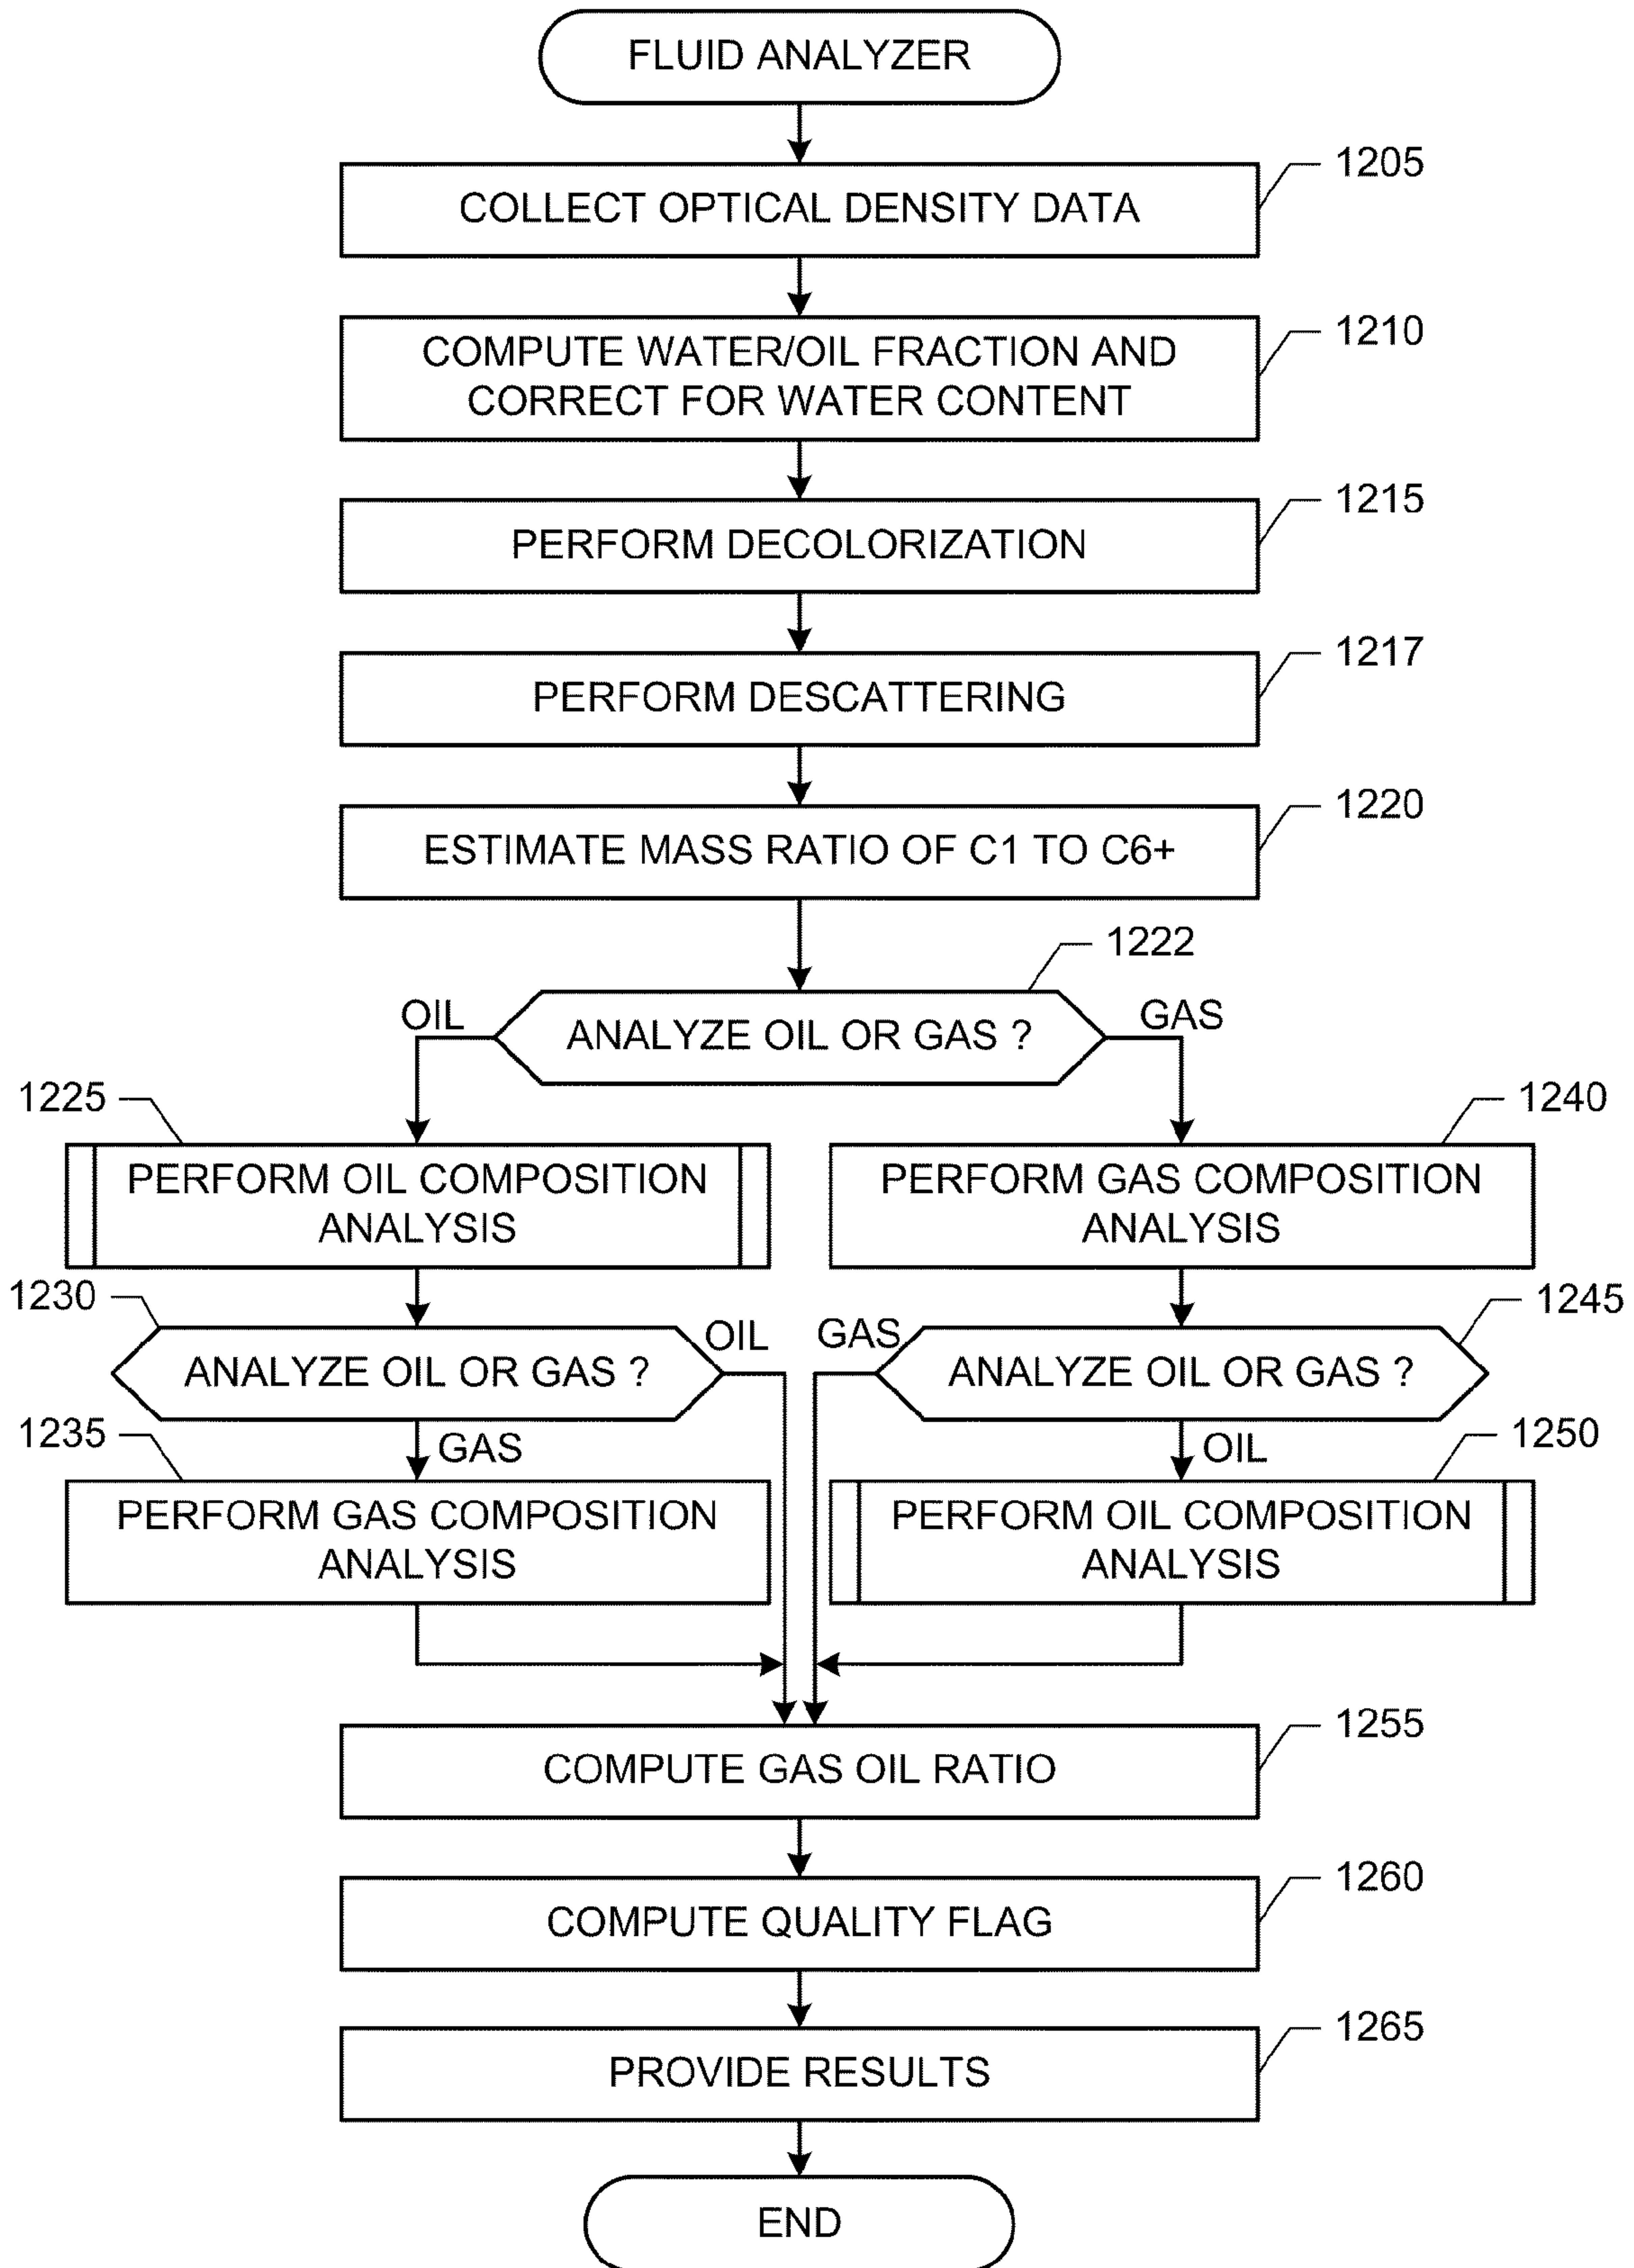 FLUID ANALYZER
1205
COLLECT OPTICAL DENSITY DATA
1210
COMPUTE WATER/OIL FRACTION AND
CORRECT FOR WATER CONTENT
1215
PERFORM DECOLORIZATION
1217
PERFORM DESCATTERING
1220
ESTIMATE MASS RATIO OF C1 TO C6+
1222
OIL
ANALYZE OIL OR GAS ?
GAS
1225
PERFORM OIL COMPOSITION
ANALYSIS
1240
PERFORM GAS COMPOSITION
ANALYSIS
1230
ANALYZE OIL OR GAS ?
OIL
GAS
1245
GAS
ANALYZE OIL OR GAS ?
OIL
1235
PERFORM GAS COMPOSITION
ANALYSIS
1250
PERFORM OIL COMPOSITION
ANALYSIS
1255
COMPUTE GAS OIL RATIO
1260
COMPUTE QUALITY FLAG
1265
PROVIDE RESULTS
END